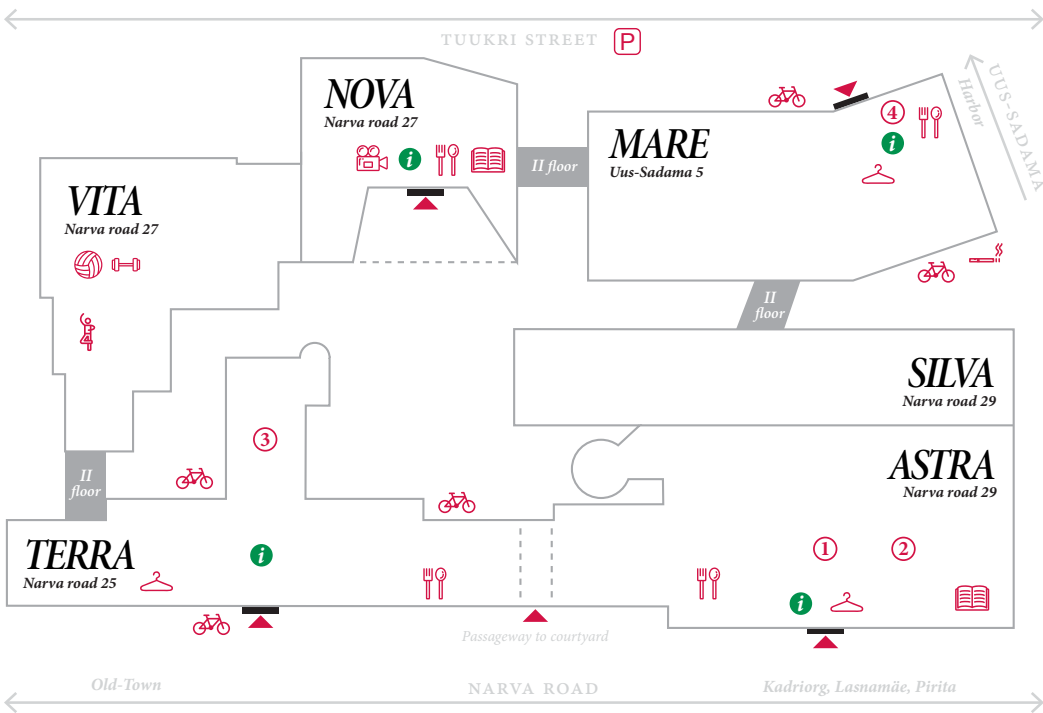 TUUKRI STREET P
UUS-SADAMA
Harbor
NOVA
Narva road 27
i
II floor
MARE
Uus-Sadama 5
4
i
VITA
Narva road 27
II
floor
SILVA
Narva road 29
3
II
floor
ASTRA
Narva road 29
TERRA
Narva road 25
i
1
2
i
Passageway to courtyard
Old-Town
NARVA ROAD
Kadriorg, Lasnamäe, Pirita